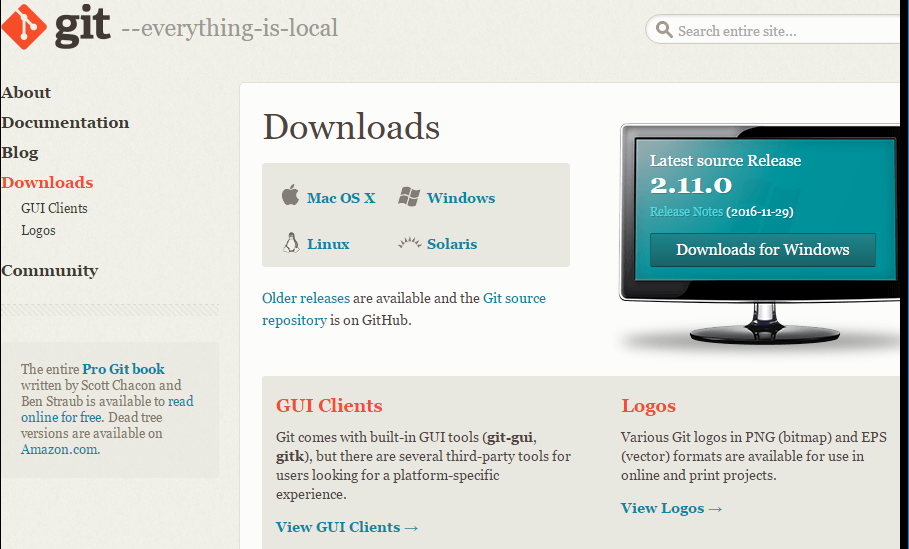 git --everything-is-local
Search entire site...
About
Documentation
Blog
Downloads
GUI Clients
Logos
Community
The entire Pro Git book
written by Scott Chacon and
Ben Straub is available to read
online for free. Dead tree
versions are available on
Amazon.com.
Downloads
Mac OS X
Windows
Linux
Solaris
Older releases are available and the Git source
repository is on GitHub.
Latest source Release
2.11.0
Release Notes (2016-11-29)
Downloads for Windows
GUI Clients
Git comes with built-in GUI tools (git-gui,
gitk), but there are several third-party tools for
users looking for a platform-specific
experience.
View GUI Clients →
Logos
Various Git logos in PNG (bitmap) and EPS
(vector) formats are available for use in
online and print projects.
View Logos →